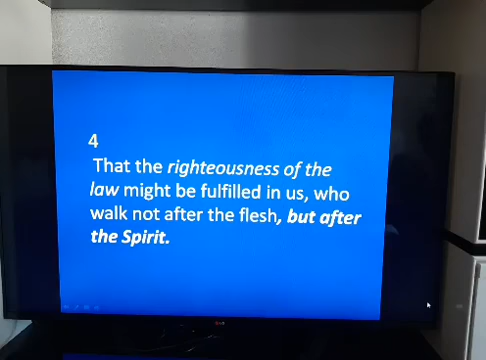 4
That the righteousness of the
law might be fulfilled in us, who
walk not after the flesh, but after
the Spirit.